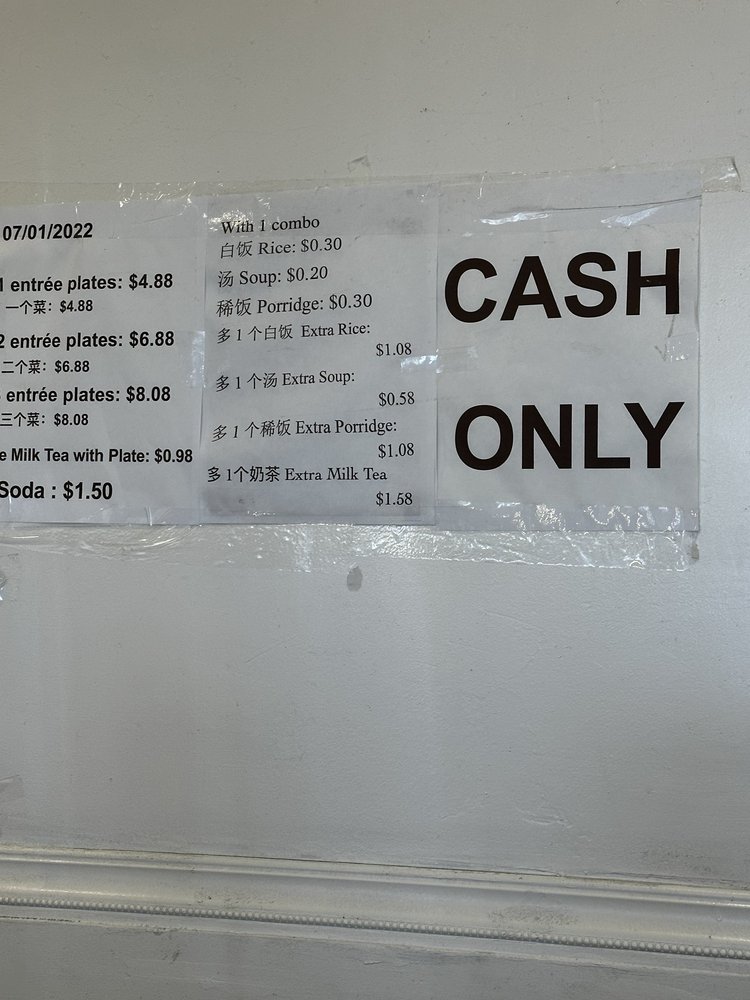 07/01/2022
1 entrée plates: $4.88
一个菜：$4.88
2 entrée plates: $6.88
二个菜：$6.88
entrée plates: $8.08
三个菜：$8.08
Milk Tea with Plate: $0.98
Soda : $1.50
With 1 combo
白饭 Rice: $0.30
汤 Soup: $0.20
稀饭 Porridge: $0.30
多 1 个白饭 Extra Rice:
$1.08
多 1 个汤 Extra Soup:
$0.58
多 1 个稀饭 Extra Porridge:
$1.08
多 1个奶茶 Extra Milk Tea
$1.58
CASH
ONLY